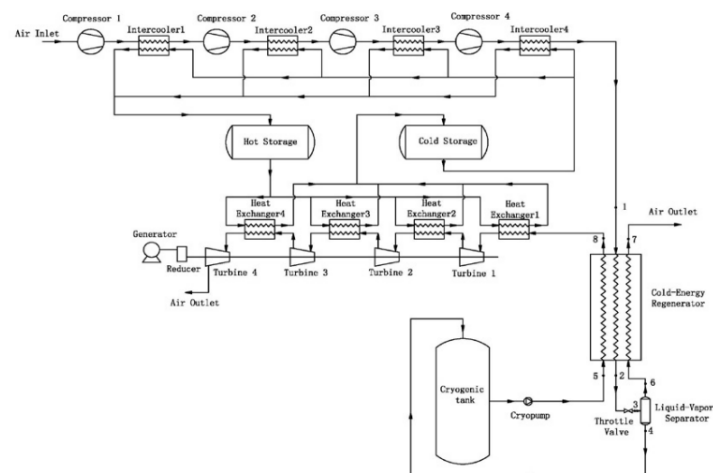 Compressor 1
Compressor 2
Compressor 3
Compressor 4
Air Inlet
Intercooler1
Intercooler2
Intercooler3
Intercooler4
Hot Storage
Cold Storage
Heat
Exchanger4
Heat
Exchanger3
Heat
Exchanger2
Heat
Exchanger1
1
Air Outlet
8
7
Generator
Reducer
Turbine 4
Turbine 3
Turbine 2
Turbine 1
Air Outlet
Cold-Energy
Regenerator
Cryogenic
tank
Cryopump
5
2
6
3
Throttle
Valve
Liquid-Vapor
Separator
4